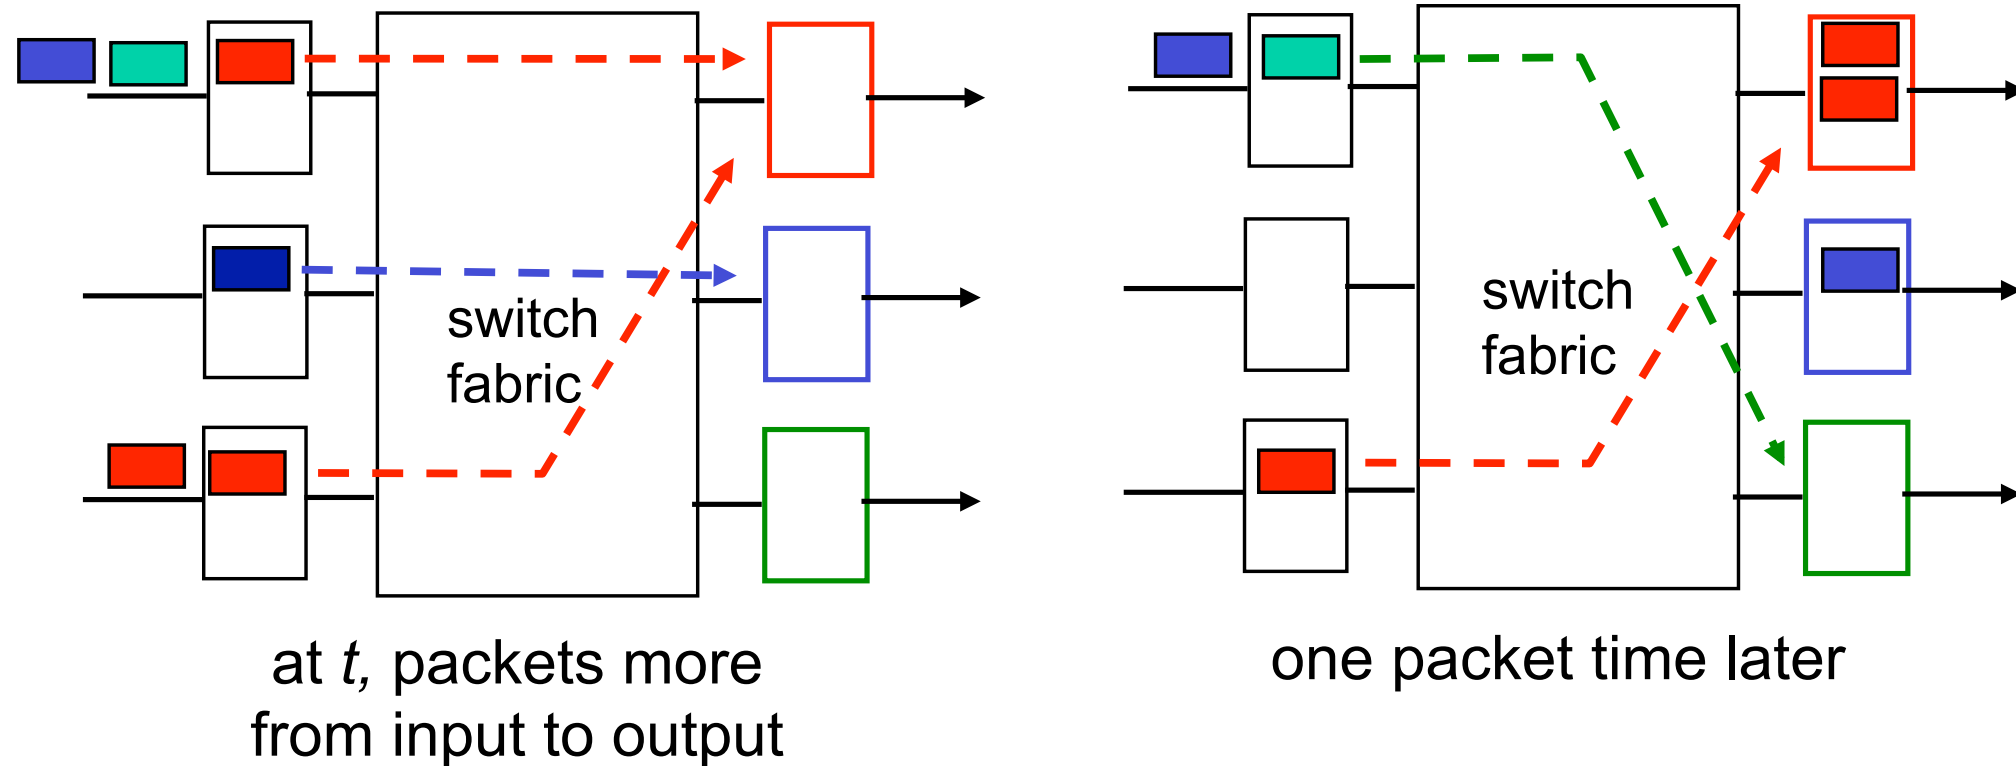 switch
fabric
at t, packets more
from input to output
switch
fabric
one packet time later